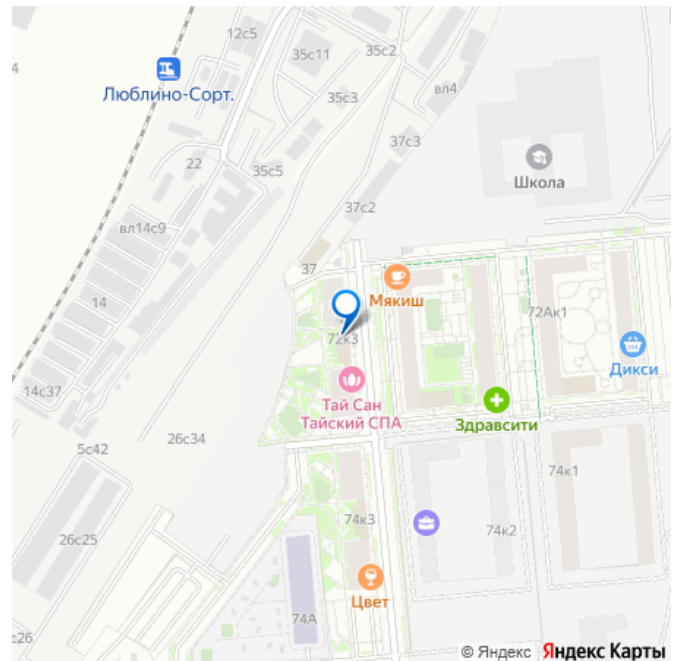 12с5
35с2
35с11
4
Люблино-Сорт.
35с3
вл4
37с3
22
35с5
Школа
37с2
вл14с9
37
Мякиш
14
72к3
72Ак1
Дикси
Тай Сан
Тайский СПА
14с37
Здравсити
26с34
5с42
74к1
74к3
74к2
26с25
Цвет
74А
с26
© Яндекс Яндекс Карты